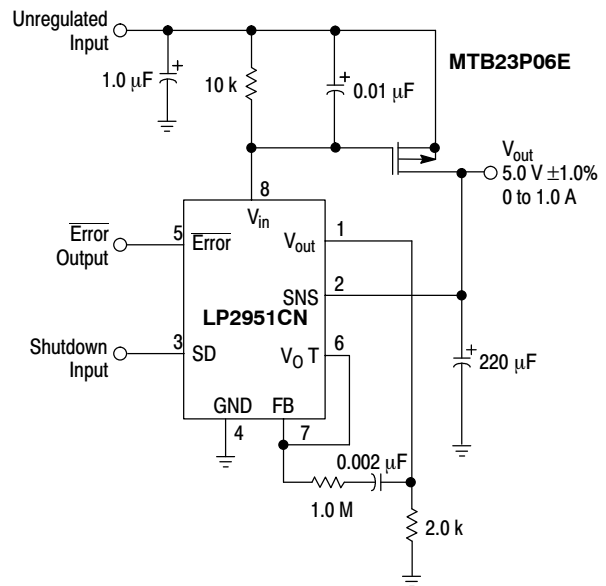 Unregulated
Input
MTB23P06E
1.0 µF
+
10 k
+
0.01 µF
Vout
5.0 V ±1.0%
0 to 1.0 A
8
Vin
Error
Output
5
Error
Vout
1
SNS
2
LP2951CN
Shutdown
Input
3
SD
VO T
6
+
220 µF
GND
FB
4
7
0.002 µF
1.0 M
2.0 k